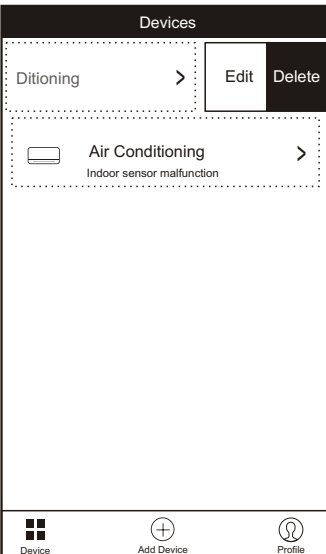 Devices
Ditioning > Edit Delete
Air Conditioning >
Indoor sensor malfunction
Device Add Device Profile